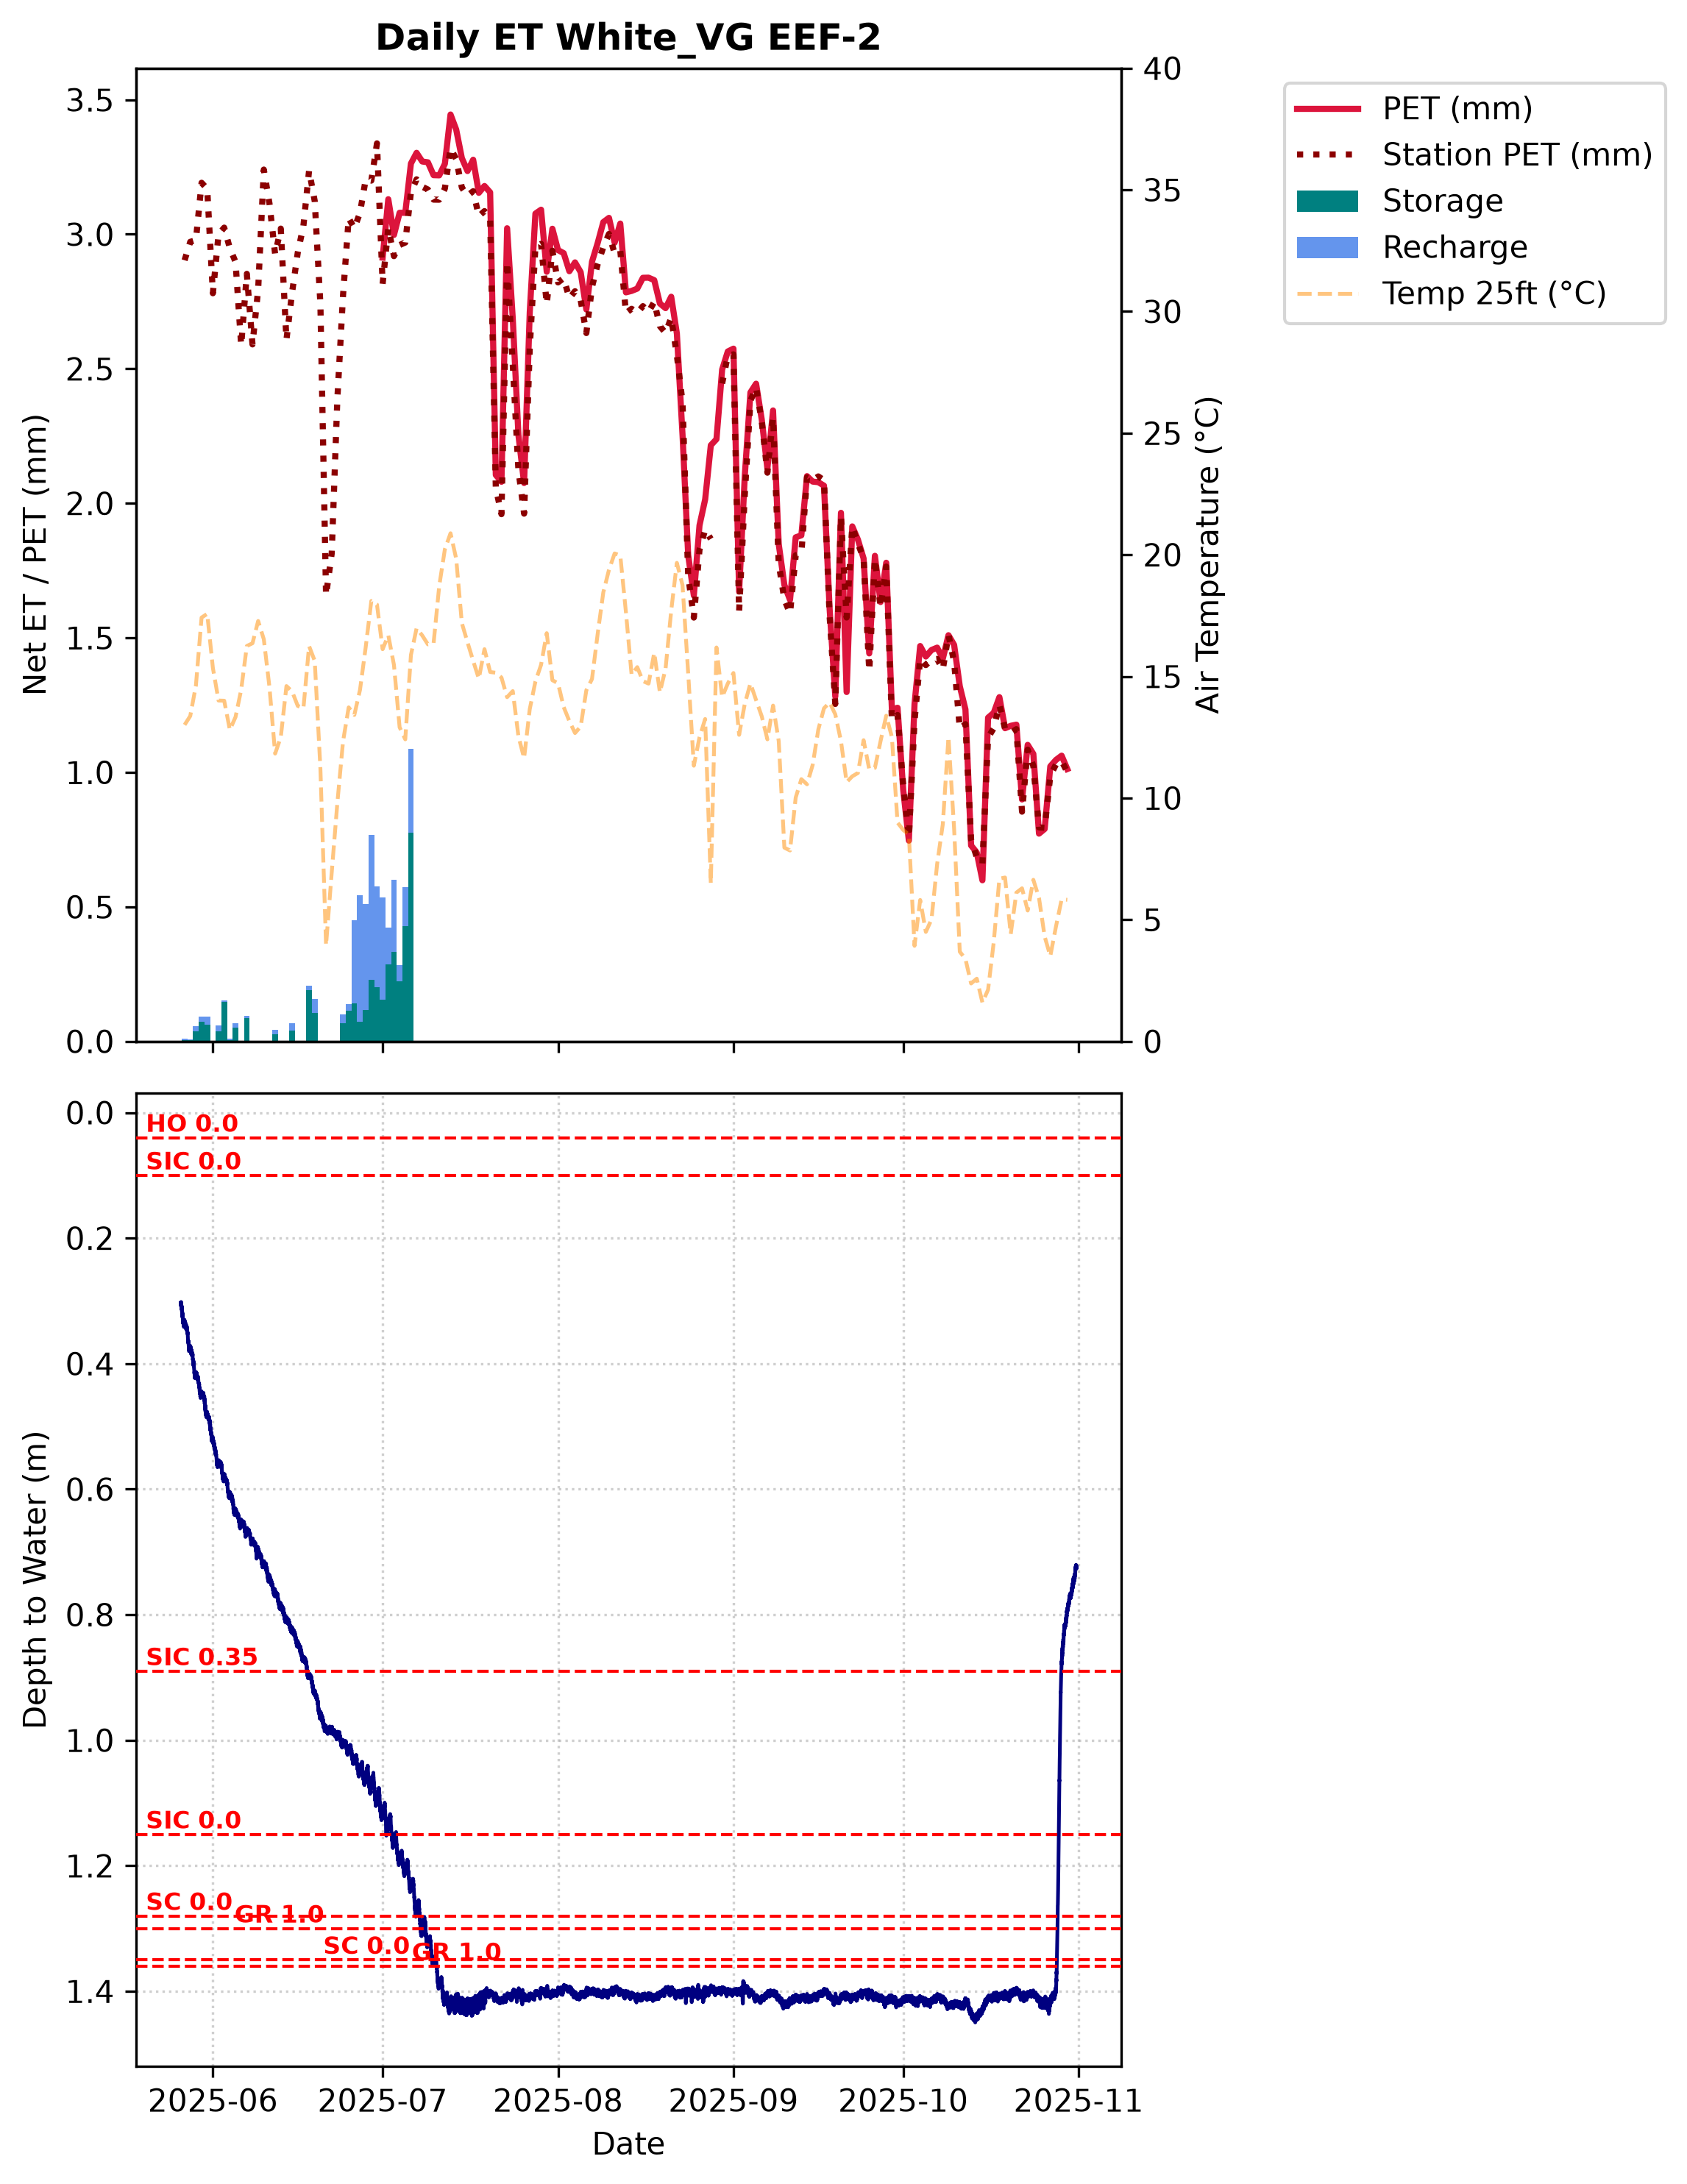 Daily ET White_VG EEF-2
Net ET / PET (mm)
3.5
3.0
2.5
2.0
1.5
1.0
0.5
0.0
Air Temperature (°C)
40
35
30
25
20
15
10
5
0
PET (mm)
Station PET (mm)
Storage
Recharge
Temp 25ft (°C)
Depth to Water (m)
0.0
0.2
0.4
0.6
0.8
1.0
1.2
1.4
HO 0.0
SIC 0.0
SIC 0.35
SIC 0.0
SC 0.0
GR 1.0
SC 0.0
GR 1.0
2025-06 2025-07 2025-08 2025-09 2025-10 2025-11
Date